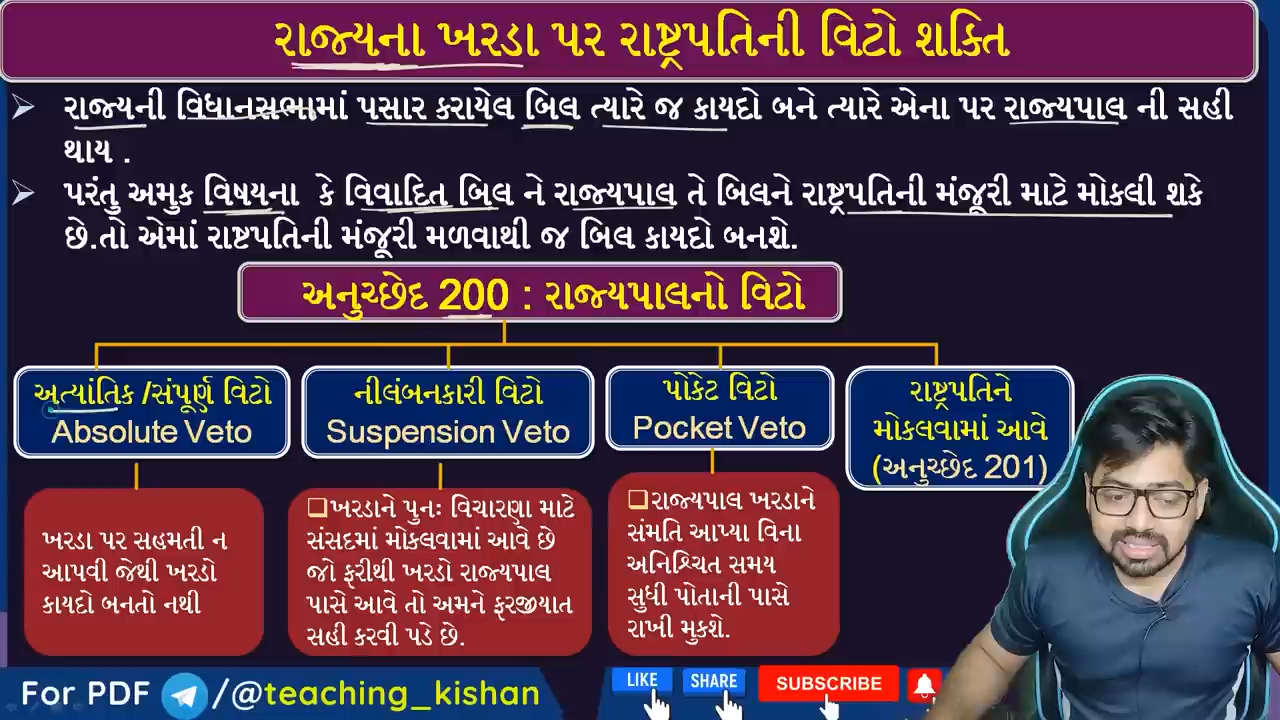 રાજ્યના ખરડા પર રાષ્ટ્રપતિની વિટો શક્તિ
રાજ્યની વિધાનસભામાં પસાર કરાયેલ બિલ ત્યારે જ કાયદો બને ત્યારે એના પર રાજ્યપાલ ની સહી
થાય .
પરંતુ અમુક વિષયના કે વિવાદિત બિલ ને રાજ્યપાલ તે બિલને રાષ્ટ્રપતિની મંજૂરી માટે મોકલી શકે
છે.તો એમાં રાષ્ટપતિની મંજૂરી મળવાથી જ બિલ કાયદો બનશે.
અનુચ્છેદ 200 : રાજ્યપાલનો વિટો
અત્યાંતિક /સંપૂર્ણ વિટો
Absolute Veto
ખરડા પર સહમતી ન
આપવી જેથી ખરડો
કાયદો બનતો નથી
નીલંબનકારી વિટો
Suspension Veto
ખરડાને પુનઃ વિચારણા માટે
સંસદમાં મોકલવામાં આવે છે
જો ફરીથી ખરડો રાજ્યપાલ
પાસે આવે તો અમને ફરજીયાત
સહી કરવી પડે છે.
પોકેટ વિટો
Pocket Veto
રાજ્યપાલ ખરડાને
સંમતિ આપ્યા વિના
અનિશ્ચિત સમય
સુધી પોતાની પાસે
રાખી મુકશે.
રાષ્ટ્રપતિને
મોકલવામાં આવે
(અનુચ્છેદ 201)
For PDF /@teaching_kishan
LIKE
SHARE
SUBSCRIBE